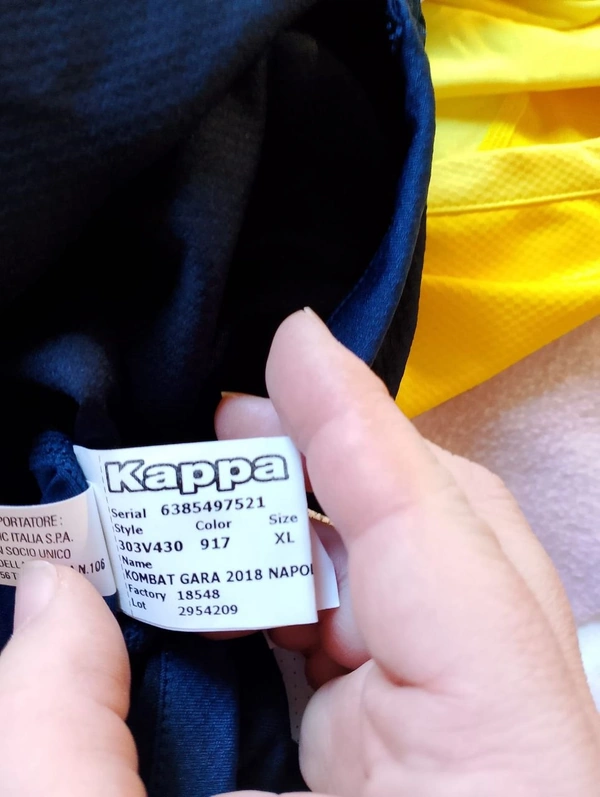 PORTATORE:
IC ITALIA S.P.A.
N SOCIO UNICO
N.106
Kappa
Serial 6385497521
Style Color Size
303V430 917 XL
Name
KOMBAT GARA 2018 NAPOL
Factory 18548
Lot 2954209